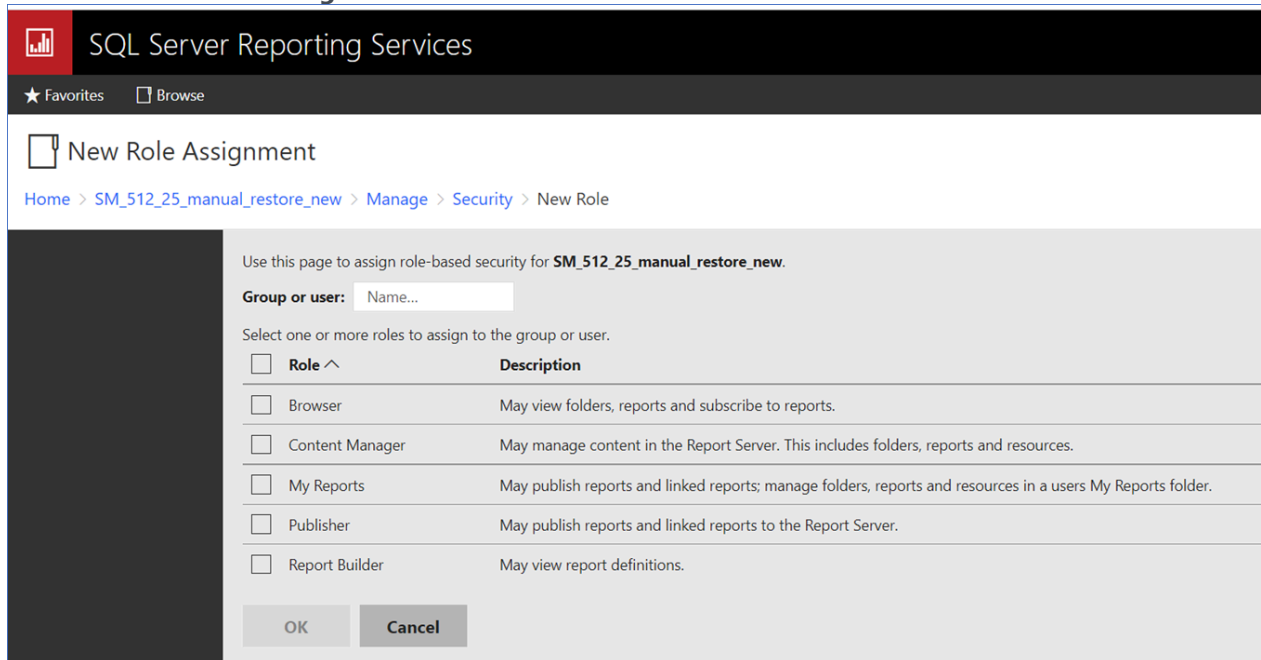 SQL Server Reporting Services
Favorites Browse
New Role Assignment
Home > SM_512_25_manual_restore_new > Manage > Security > New Role
Use this page to assign role-based security for SM_512_25_manual_restore_new.
Group or user: Name...
Select one or more roles to assign to the group or user.
Role Description
Browser May view folders, reports and subscribe to reports.
Content Manager May manage content in the Report Server. This includes folders, reports and resources.
My Reports May publish reports and linked reports; manage folders, reports and resources in a users My Reports folder.
Publisher May publish reports and linked reports to the Report Server.
Report Builder May view report definitions.
OK Cancel